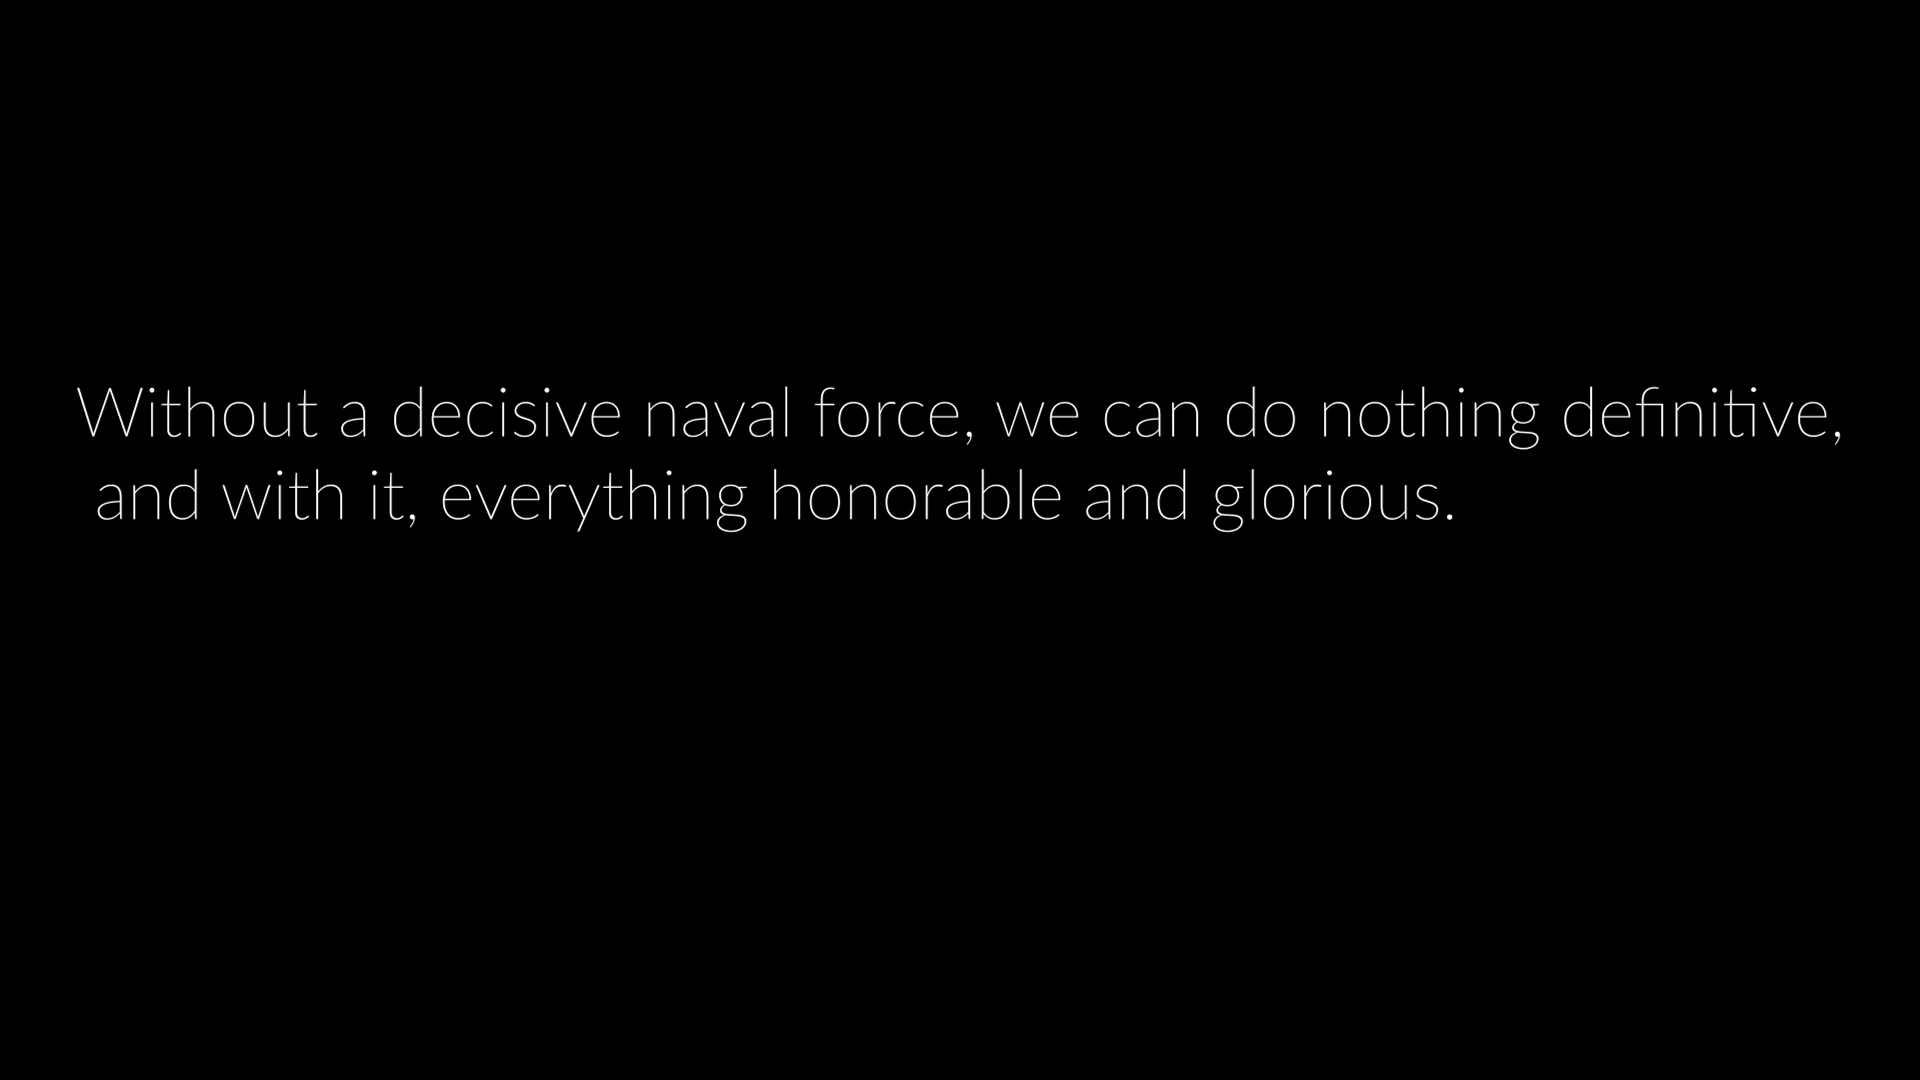 Without a decisive naval force, we can do nothing definitive,
and with it, everything honorable and glorious.